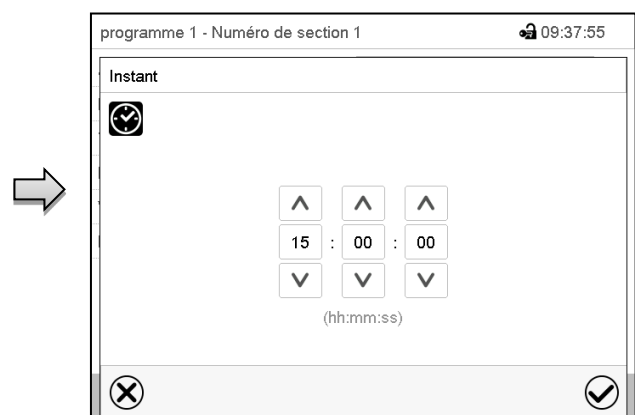 programme 1 - Numéro de section 1 09:37:55
Instant
15 : 00 : 00
(hh:mm:ss)